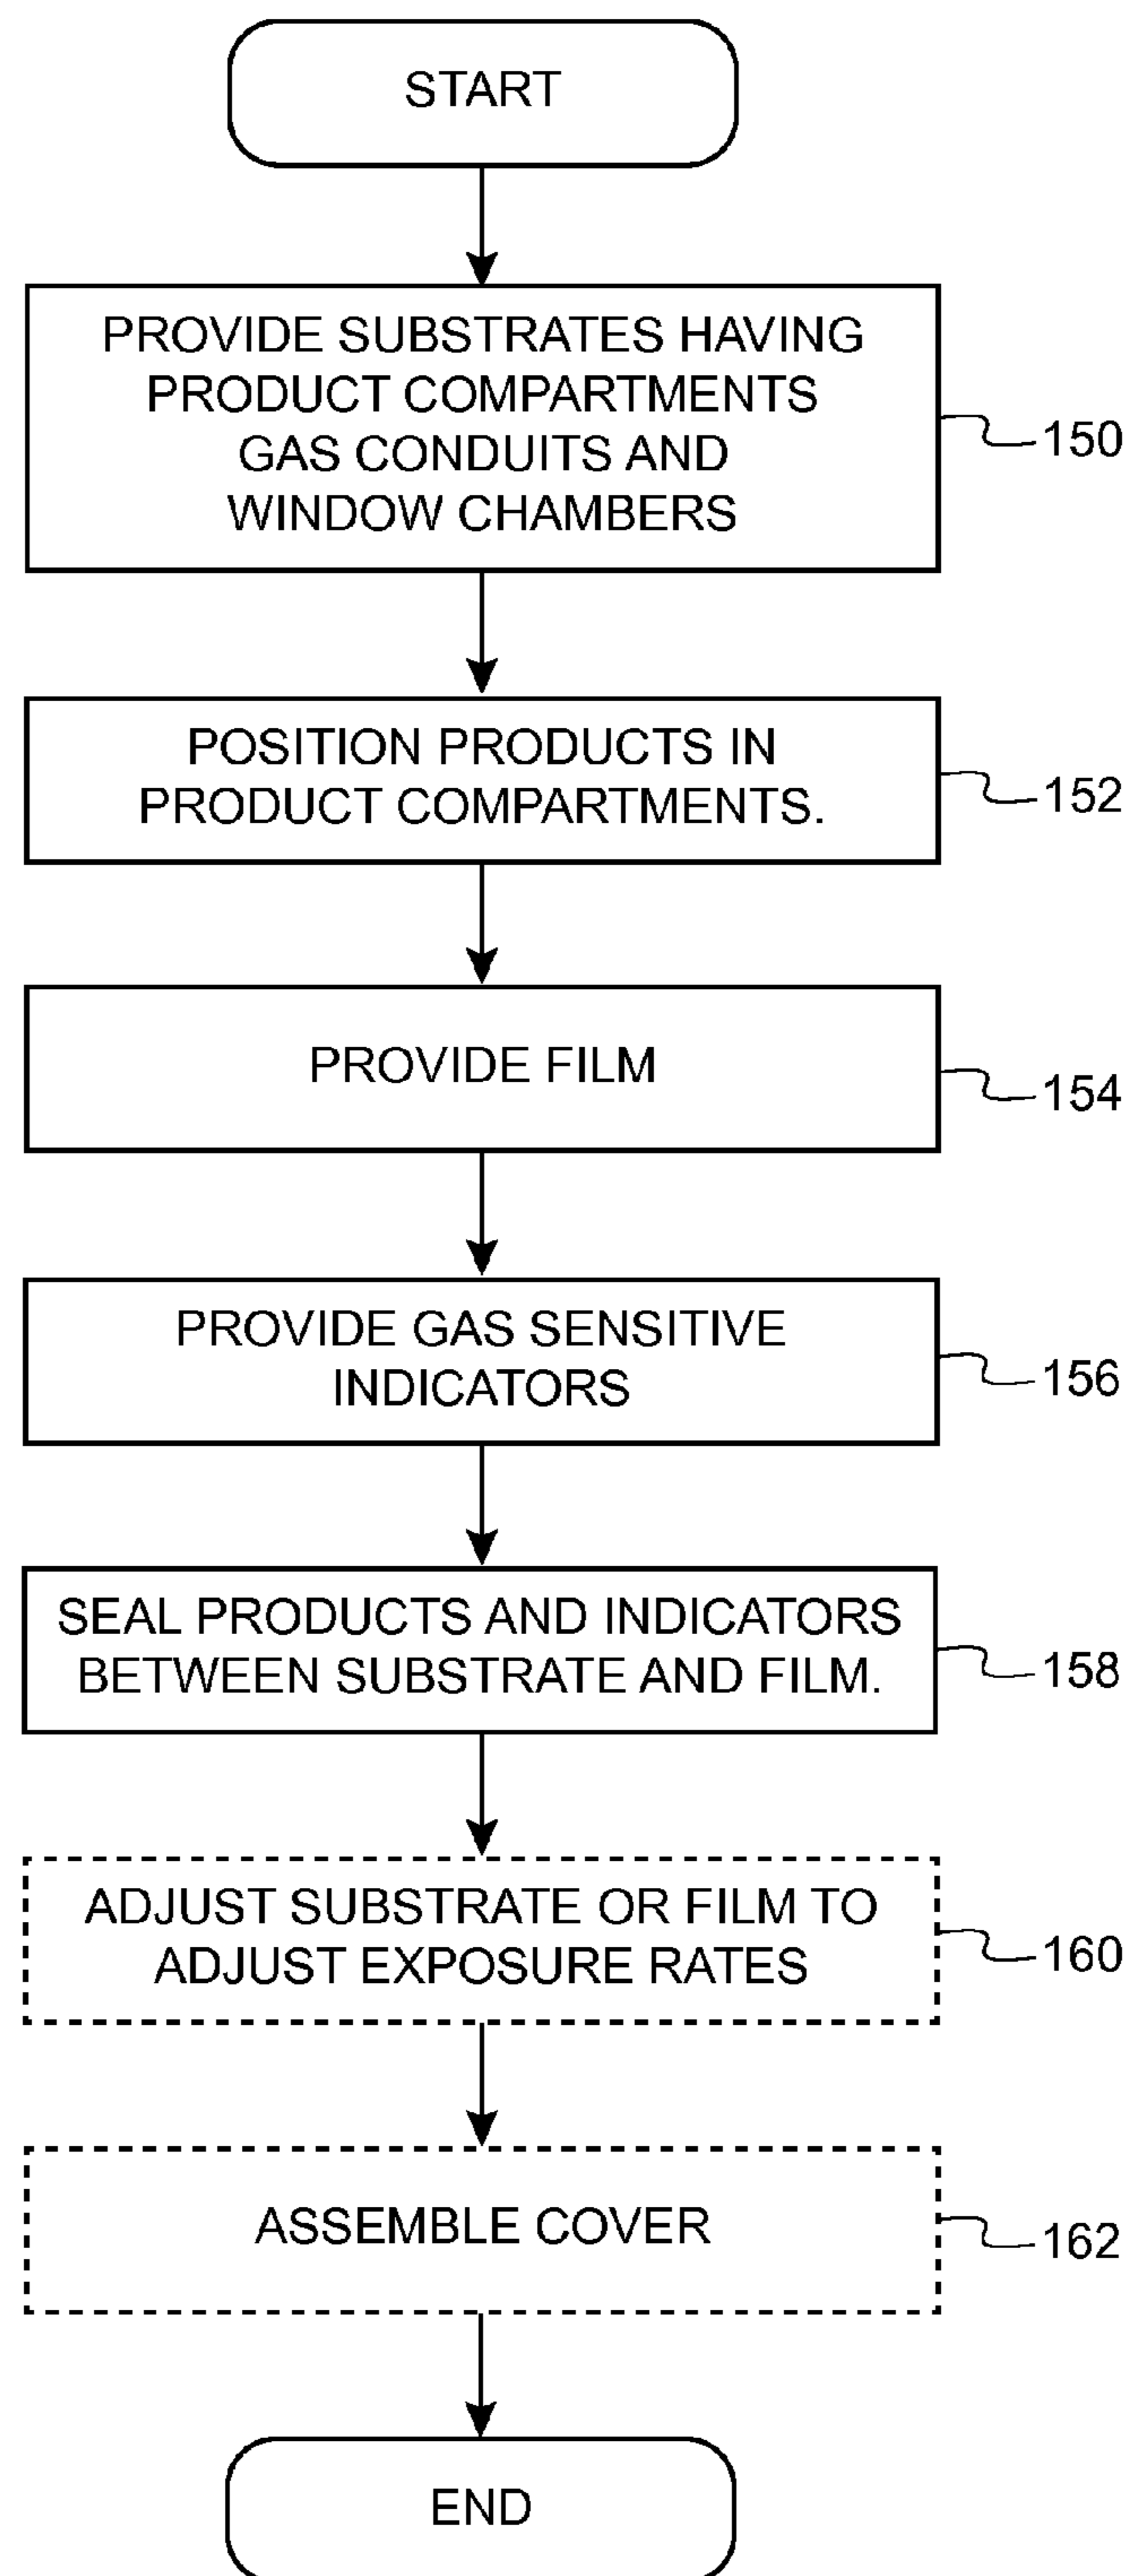 START
PROVIDE SUBSTRATES HAVING
PRODUCT COMPARTMENTS
GAS CONDUITS AND
WINDOW CHAMBERS
150
POSITION PRODUCTS IN
PRODUCT COMPARTMENTS.
152
PROVIDE FILM
154
PROVIDE GAS SENSITIVE
INDICATORS
156
SEAL PRODUCTS AND INDICATORS
BETWEEN SUBSTRATE AND FILM.
158
ADJUST SUBSTRATE OR FILM TO
ADJUST EXPOSURE RATES
160
ASSEMBLE COVER
162
END